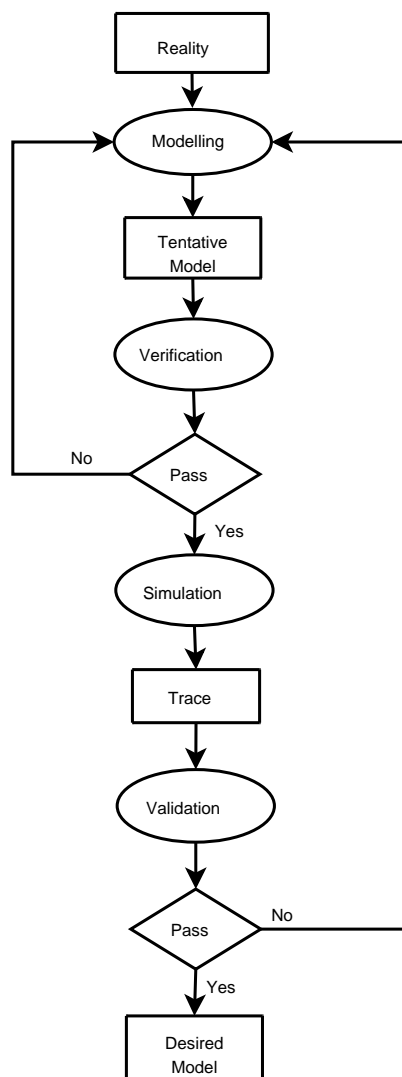 Reality
Modelling
Tentative
Model
Verification
No
Pass
Yes
Simulation
Trace
Validation
Pass
No
Yes
Desired
Model